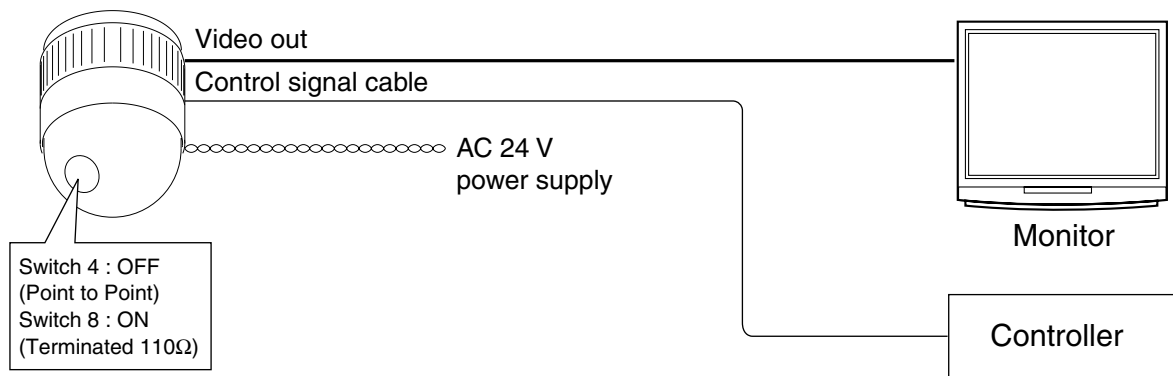 Video out
Control signal cable
AC 24 V
power supply
Monitor
Switch 4 : OFF
(Point to Point)
Switch 8 : ON
(Terminated 110Ω)
Controller